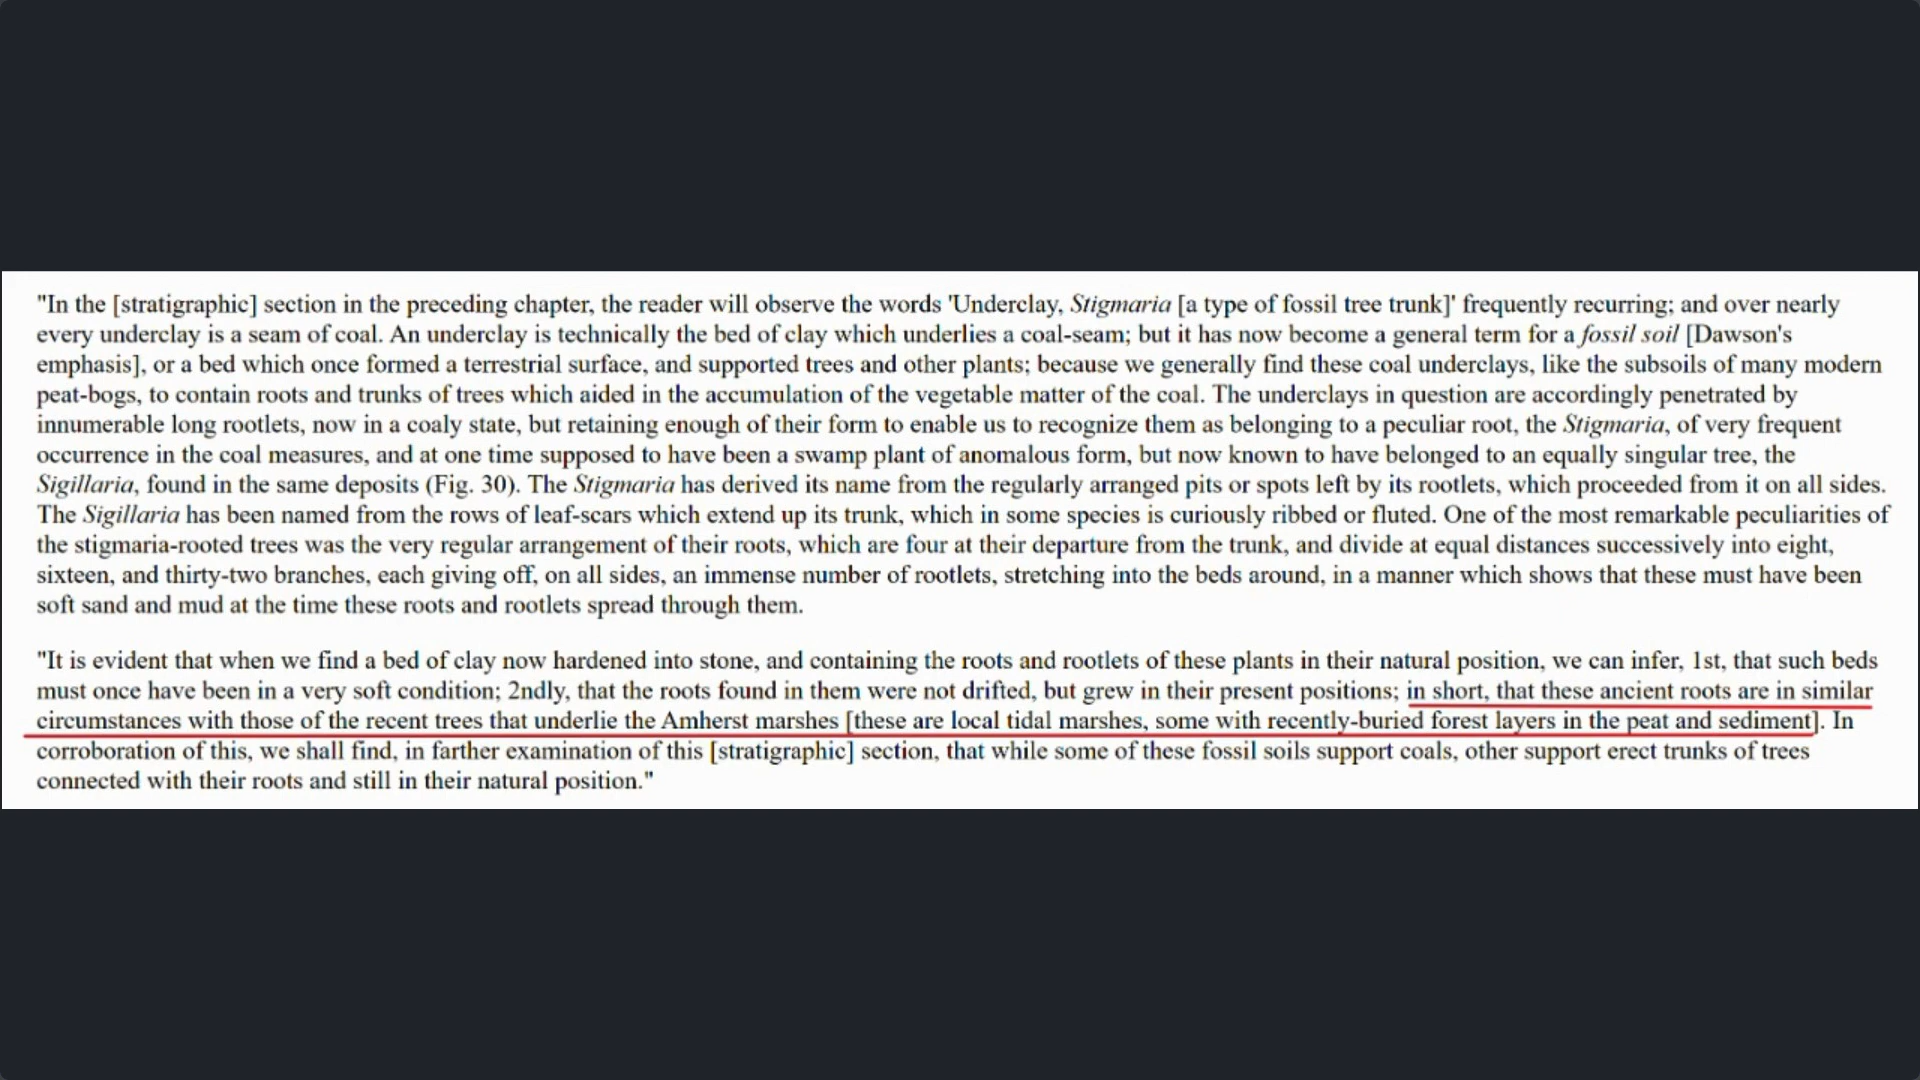 "In the [stratigraphic] section in the preceding chapter, the reader will observe the words 'Underclay, Stigmaria [a type of fossil tree trunk]' frequently recurring; and over nearly
every underclay is a seam of coal. An underclay is technically the bed of clay which underlies a coal-seam; but it has now become a general term for a fossil soil [Dawson's
emphasis], or a bed which once formed a terrestrial surface, and supported trees and other plants; because we generally find these coal underclays, like the subsoils of many modern
peat-bogs, to contain roots and trunks of trees which aided in the accumulation of the vegetable matter of the coal. The underclays in question are accordingly penetrated by
innumerable long rootlets, now in a coaly state, but retaining enough of their form to enable us to recognize them as belonging to a peculiar root, the Stigmaria, of very frequent
occurrence in the coal measures, and at one time supposed to have been a swamp plant of anomalous form, but now known to have belonged to an equally singular tree, the
Sigillaria, found in the same deposits (Fig. 30). The Stigmaria has derived its name from the regularly arranged pits or spots left by its rootlets, which proceeded from it on all sides.
The Sigillaria has been named from the rows of leaf-scars which extend up its trunk, which in some species is curiously ribbed or fluted. One of the most remarkable peculiarities of
the stigmaria-rooted trees was the very regular arrangement of their roots, which are four at their departure from the trunk, and divide at equal distances successively into eight,
sixteen, and thirty-two branches, each giving off, on all sides, an immense number of rootlets, stretching into the beds around, in a manner which shows that these must have been
soft sand and mud at the time these roots and rootlets spread through them.
"It is evident that when we find a bed of clay now hardened into stone, and containing the roots and rootlets of these plants in their natural position, we can infer, 1st, that such beds
must once have been in a very soft condition; 2ndly, that the roots found in them were not drifted, but grew in their present positions; in short, that these ancient roots are in similar
circumstances with those of the recent trees that underlie the Amherst marshes [these are local tidal marshes, some with recently-buried forest layers in the peat and sediment]. In
corroboration of this, we shall find, in farther examination of this [stratigraphic] section, that while some of these fossil soils support coals, other support erect trunks of trees
connected with their roots and still in their natural position."